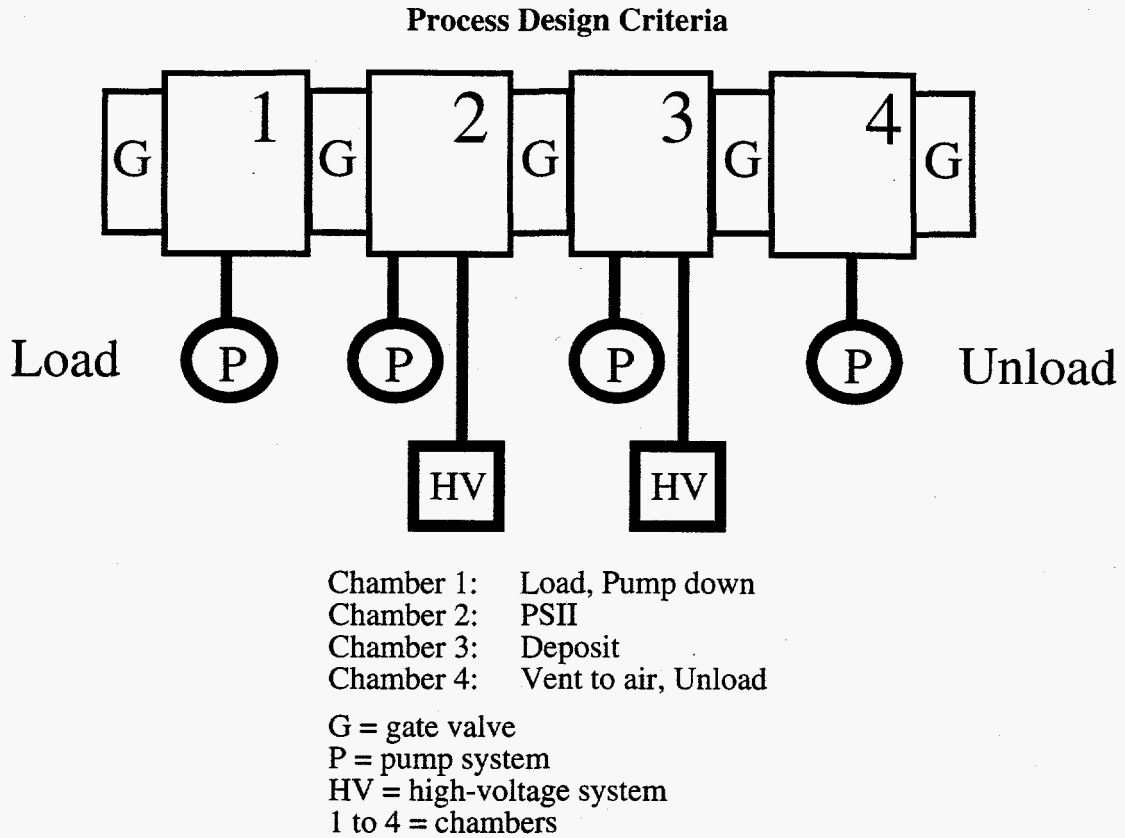 Process Design Criteria
1
2
3
4
G
G
G
G
G
Load
P
P
P
P
Unload
HV
HV
Chamber 1: Load, Pump down
Chamber 2: PSII
Chamber 3: Deposit
Chamber 4: Vent to air, Unload
G = gate valve
P = pump system
HV = high-voltage system
1 to 4 = chambers